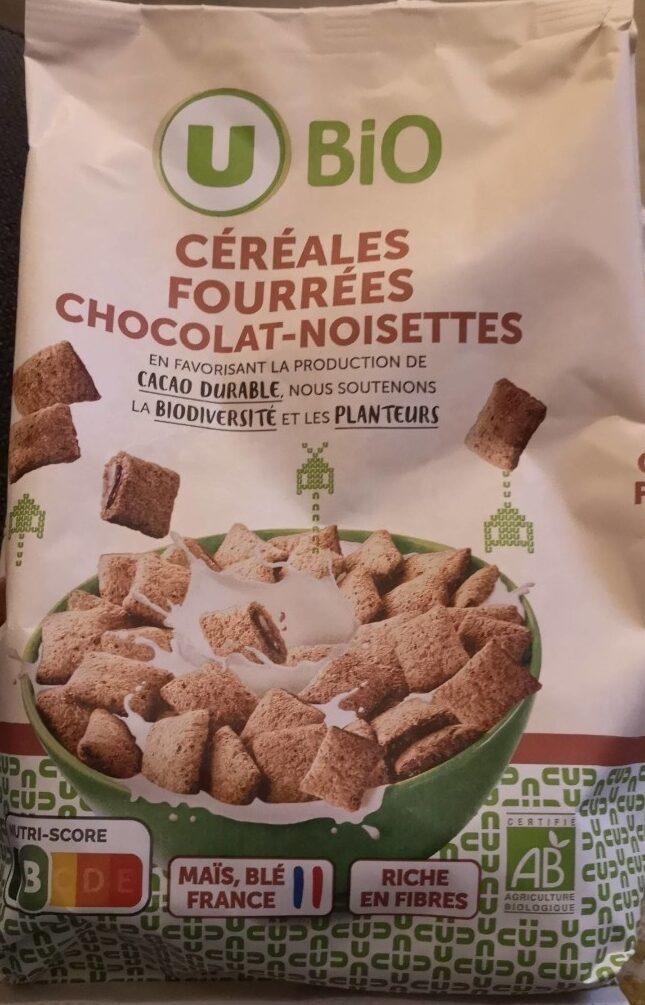 U BiO
CÉRÉALES
FOURRÉES
CHOCOLAT-NOISETTES
EN FAVORISANT LA PRODUCTION DE
CACAO DURABLE, NOUS SOUTENONS
LA BIODIVERSITÉ ET LES PLANTEURS
NUTRI-SCORE
B C D E
MAÏS, BLÉ
FRANCE
RICHE
EN FIBRES
CERTIFIÉ
AB
AGRICULTURE
BIOLOGIQUE